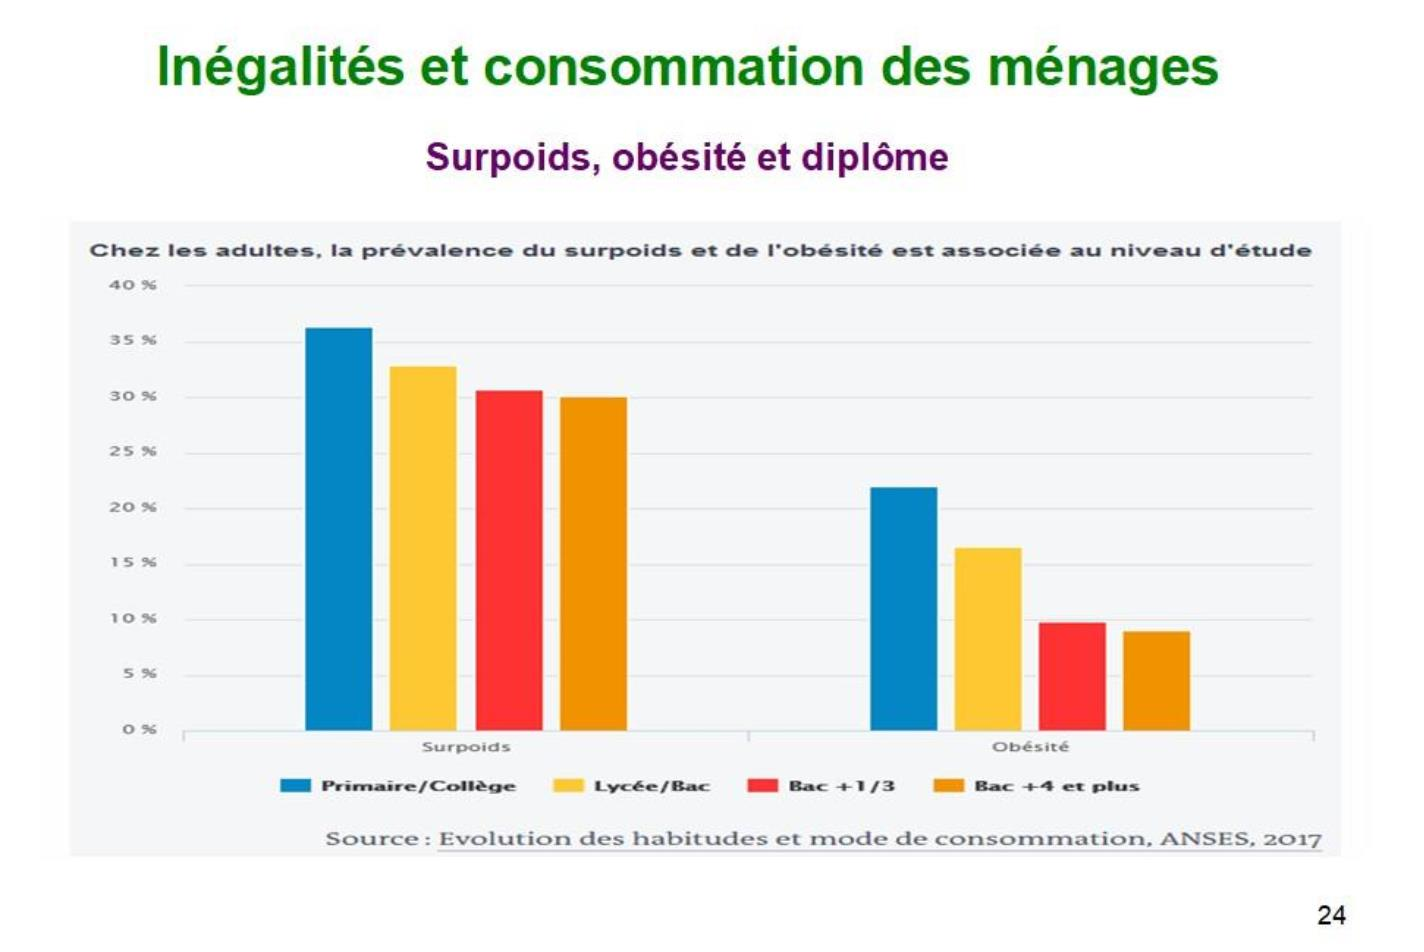 Inégalités et consommation des ménages
Surpoids, obésité et diplôme
Chez les adultes, la prévalence du surpoids et de l'obésité est associée au niveau d'étude
40 %
35 %
30 %
25 %
20 %
15 %
10 %
5 %
0 %
Surpoids Obésité
Primaire/Collège Lycée/Bac Bac +1/3 Bac +4 et plus
Source : Evolution des habitudes et mode de consommation, ANSES, 2017
24